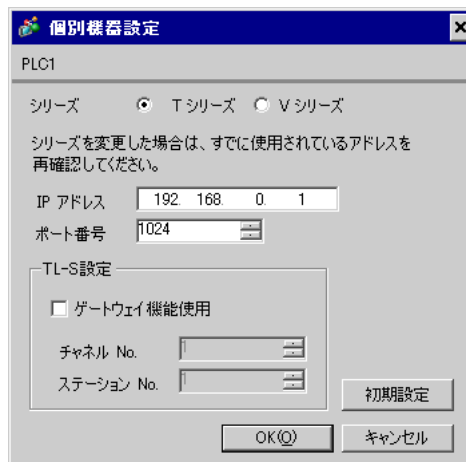 個別機器設定
PLC1
シリーズ Tシリーズ Vシリーズ
シリーズを変更した場合は、すでに使用されているアドレスを
再確認してください。
IP アドレス 192. 168. 0. 1
ポート番号 1024
TL-S設定
ゲートウェイ機能使用
チャネル No. 1
ステーション No. 1
初期設定
OK(O) キャンセル